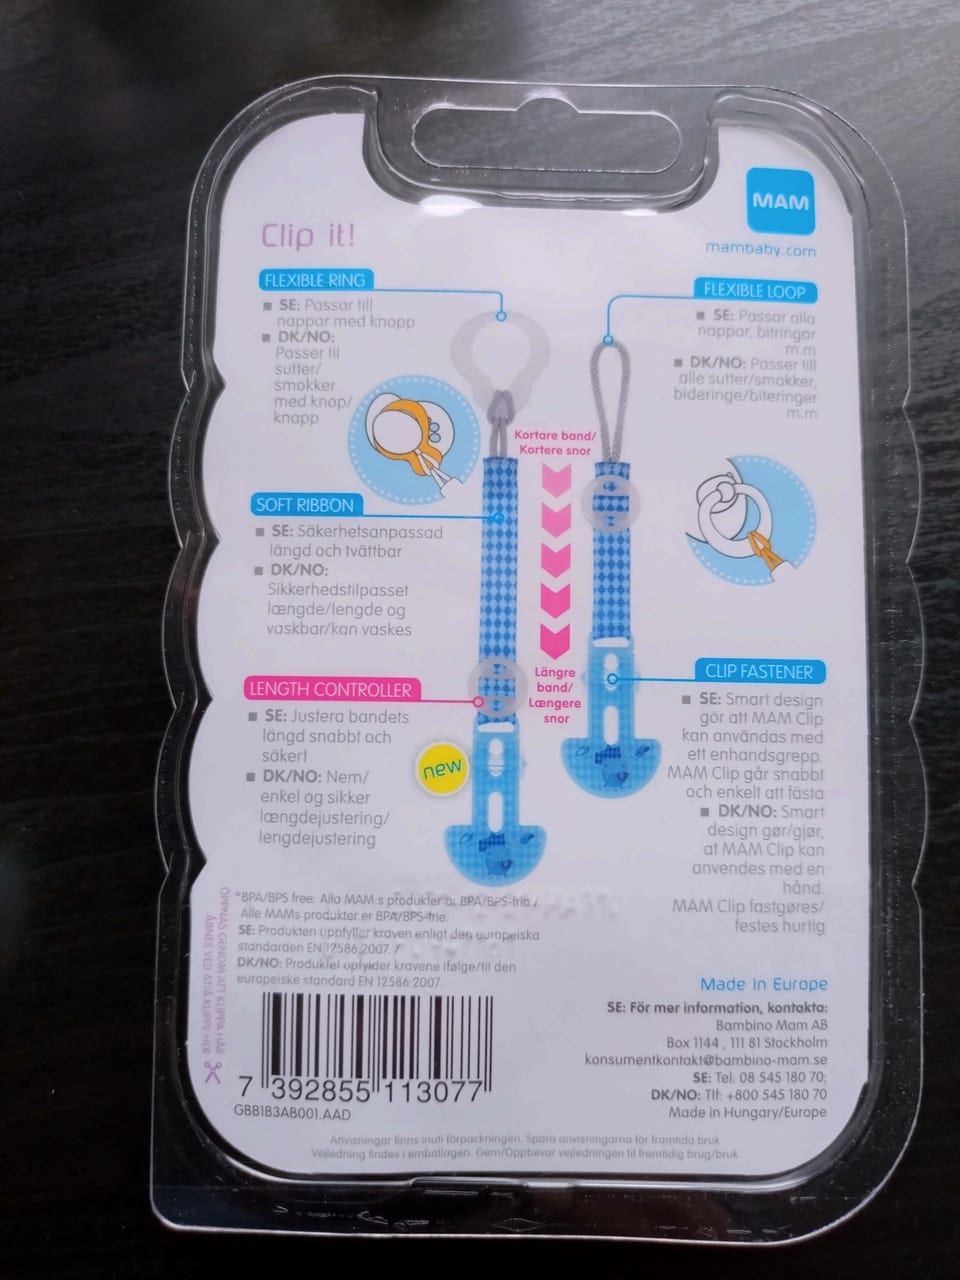 MAM
mambaby.com
Clip it!
FLEXIBLE RING
SE: Passar till
nappar med knopp
DK/NO:
Passer til
sutter/
smokker
med knop/
knapp
FLEXIBLE LOOP
SE: Passar alla
nappar, bitringar
m.m
DK/NO: Passer till
alle sutter/smokker,
bideringe/biteringer
m.m
Kortare band/
Kortere snor
SOFT RIBBON
SE: Säkerhetsanpassad
längd och tvättbar
DK/NO:
Sikkerhedstilpasset
længde/lengde og
vaskbar/kan vaskes
Längre
band/
Længere
snor
LENGTH CONTROLLER
SE: Justera bandets
längd snabbt och
säkert
DK/NO: Nem/
enkel og sikker
længdejustering/
lengdejustering
new
CLIP FASTENER
SE: Smart design
gör att MAM Clip
kan användas med
ett enhandsgrepp.
MAM Clip går snabbt
och enkelt att fästa
DK/NO: Smart
design gør/gjør,
at MAM Clip kan
anvendes med en
hånd.
MAM Clip fastgøres/
festes hurtig
*BPA/BPS free: Alla MAM:s produkter är BPA/BPS-fria./
Alle MAMs produkter er BPA/BPS-frie.
SE: Produkten uppfyller kraven enligt den europeiska
standarden EN 12586:2007. /
DK/NO: Produktet opfylder kravene ifølge/til den
europeiske standard EN 12586:2007.
ÖPPNAS GENOM ATT KLIPPA HÄR
ÅBNES VED AT/Å KLIPPE HER
7 392855 113077
GBB1B3AB001.AAD
Made in Europe
SE: För mer information, kontakta:
Bambino Mam AB
Box 1144 , 111 81 Stockholm
konsumentkontakt@bambino-mam.se
SE: Tel: 08 545 180 70;
DK/NO: Tlf: +800 545 180 70
Made in Hungary/Europe
Anvisningar finns inuti förpackningen. Spara anvisningarna för framtida bruk
Vejledning findes i emballagen. Gem/Oppbevar vejledningen til fremtidig brug/bruk